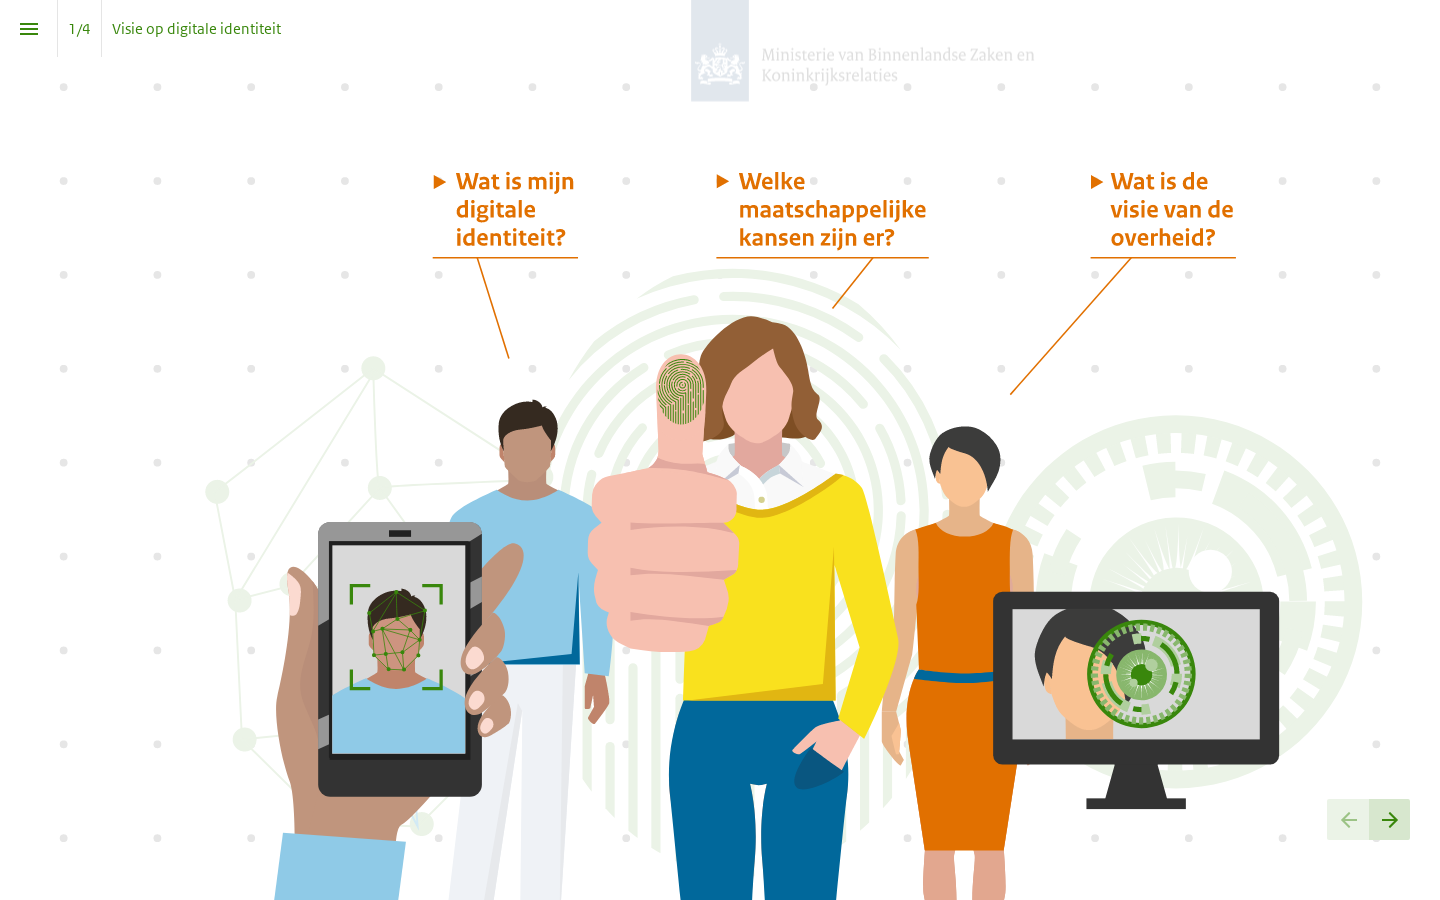 1/4
Visie op digitale identiteit
Ministerie van Binnenlandse Zaken en
Koninkrijksrelaties
Wat is mijn
digitale
identiteit?
Welke
maatschappelijke
kansen zijn er?
Wat is de
visie van de
overheid?